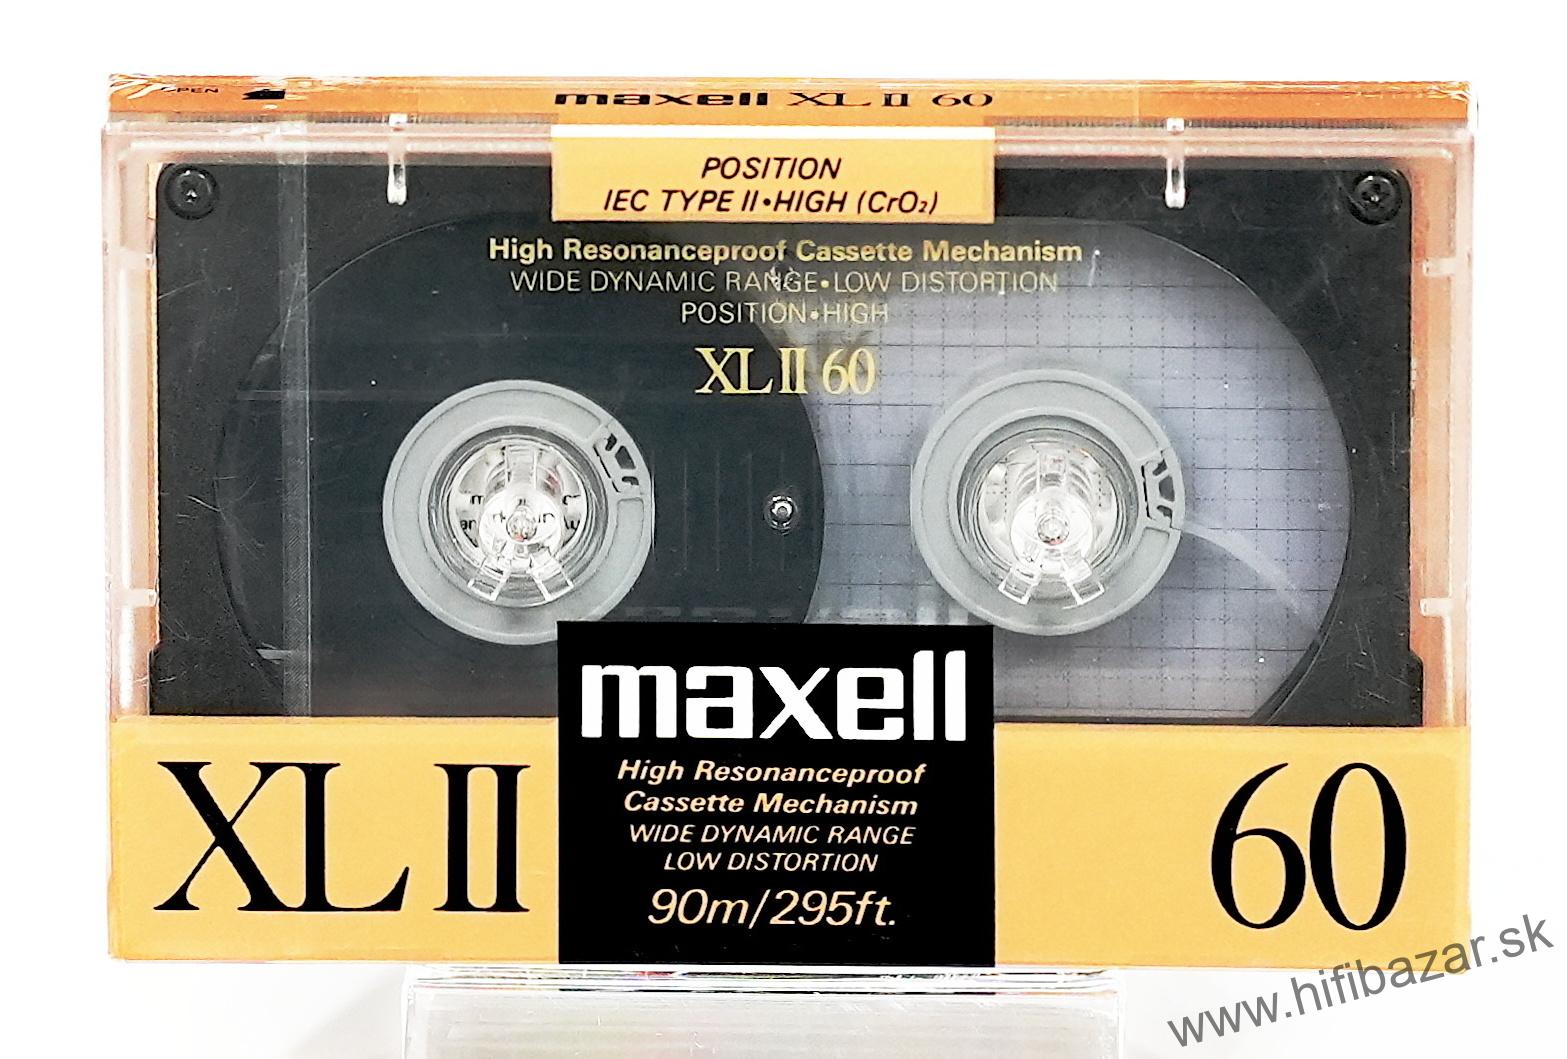 OPEN
maxell XL II 60
POSITION
IEC TYPE II•HIGH (CrO₂)
High Resonanceproof Cassette Mechanism
WIDE DYNAMIC RANGE•LOW DISTORTION
POSITION•HIGH
XL II 60
maxell
High Resonanceproof
Cassette Mechanism
WIDE DYNAMIC RANGE
LOW DISTORTION
90m/295ft.
XL II
60
www.hifibazar.sk